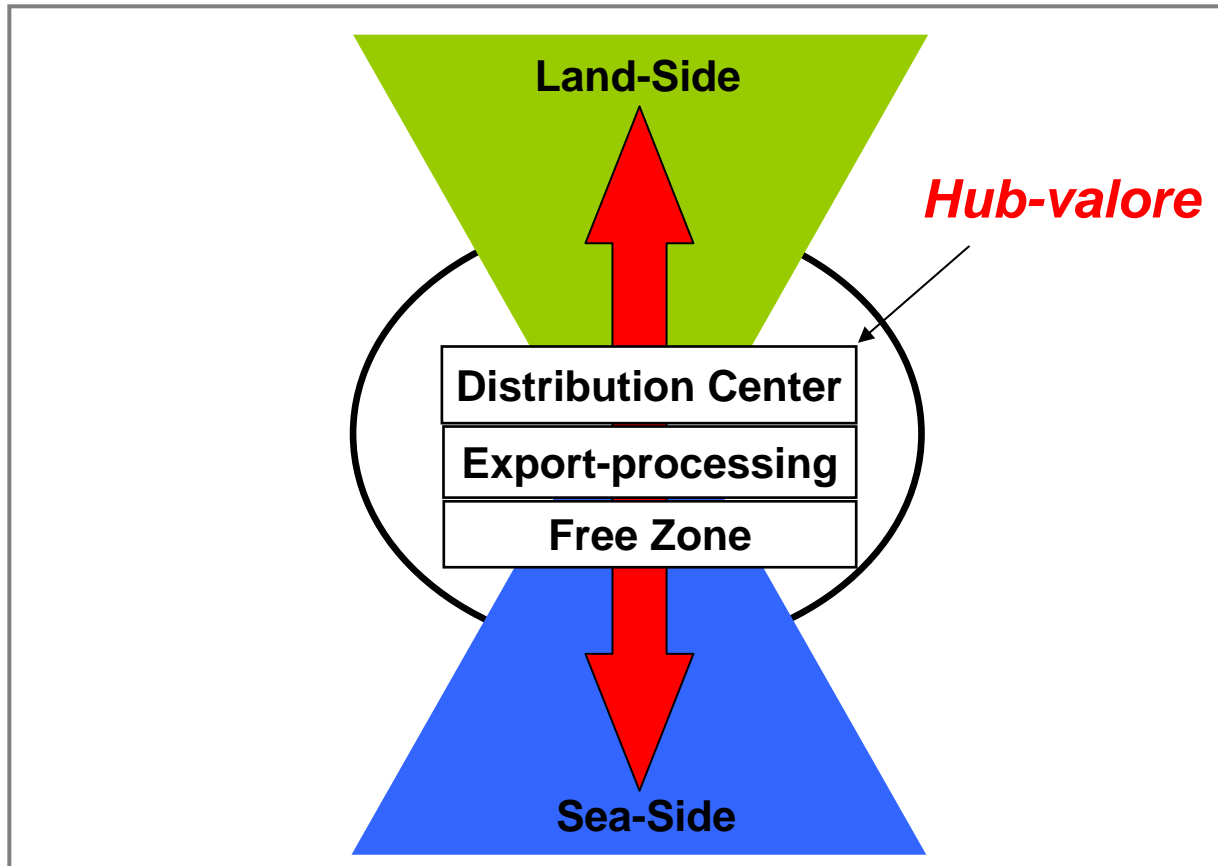 Land-Side
Hub-valore
Distribution Center
Export-processing
Free Zone
Sea-Side